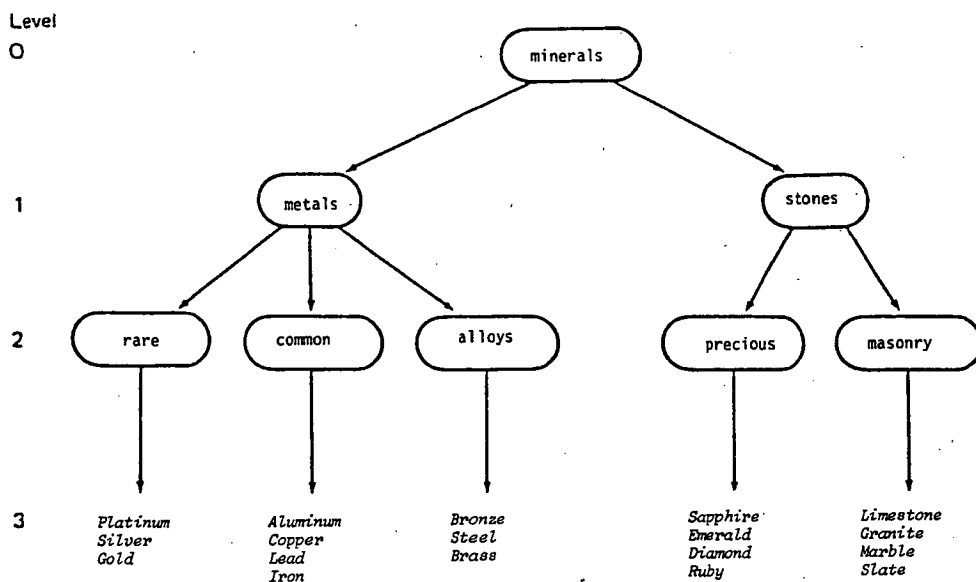 Level
0
minerals
1
metals
stones
2
rare
common
alloys
precious
masonry
3
Platinum
Silver
Gold
Aluminum
Copper
Lead
Iron
Bronze
Steel
Brass
Sapphire
Emerald
Diamond
Ruby
Limestone
Granite
Marble
Slate